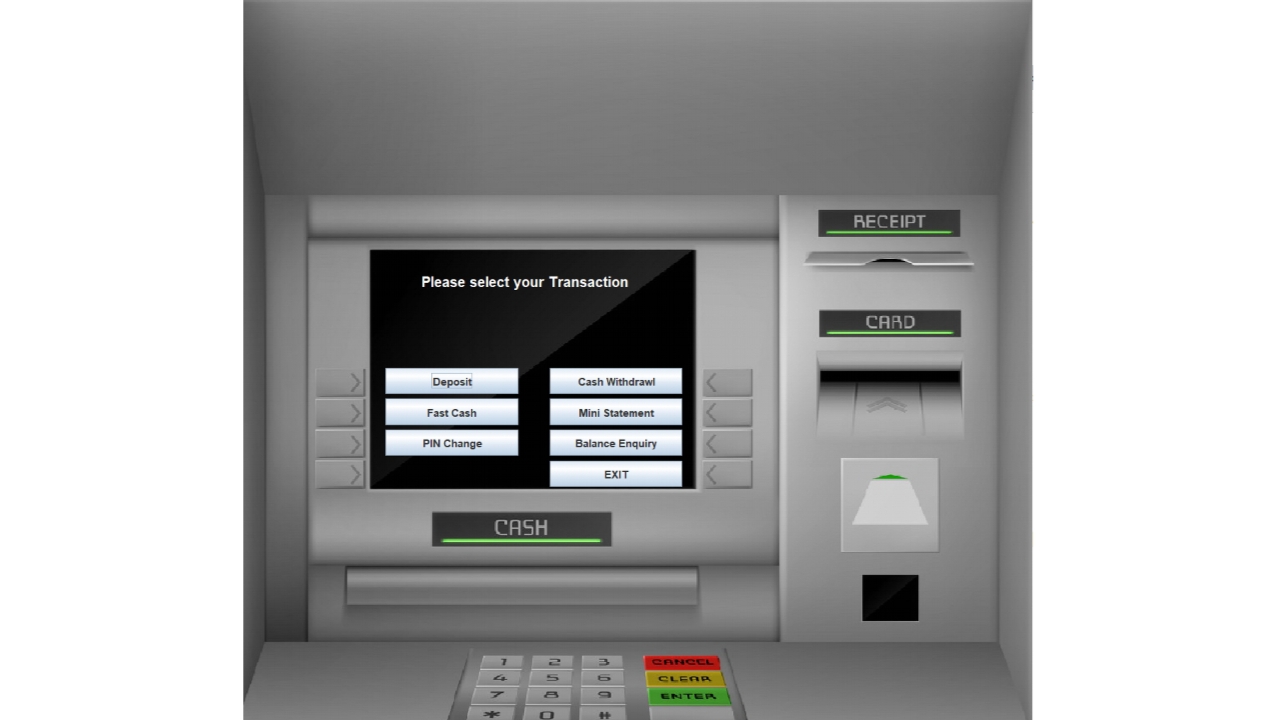 RECEIPT
Please select your Transaction
CARD
Deposit
Cash Withdrawl
Fast Cash
Mini Statement
PIN Change
Balance Enquiry
EXIT
CASH
1 2 3 CANCEL
4 5 6 CLEAR
7 8 9 ENTER
* 0 #